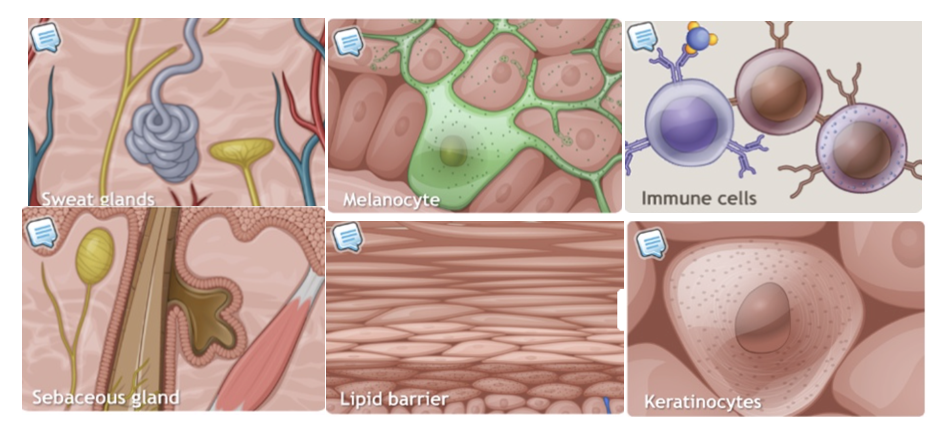 Sweat glands
Melanocyte
Immune cells
Sebaceous gland
Lipid barrier
Keratinocytes